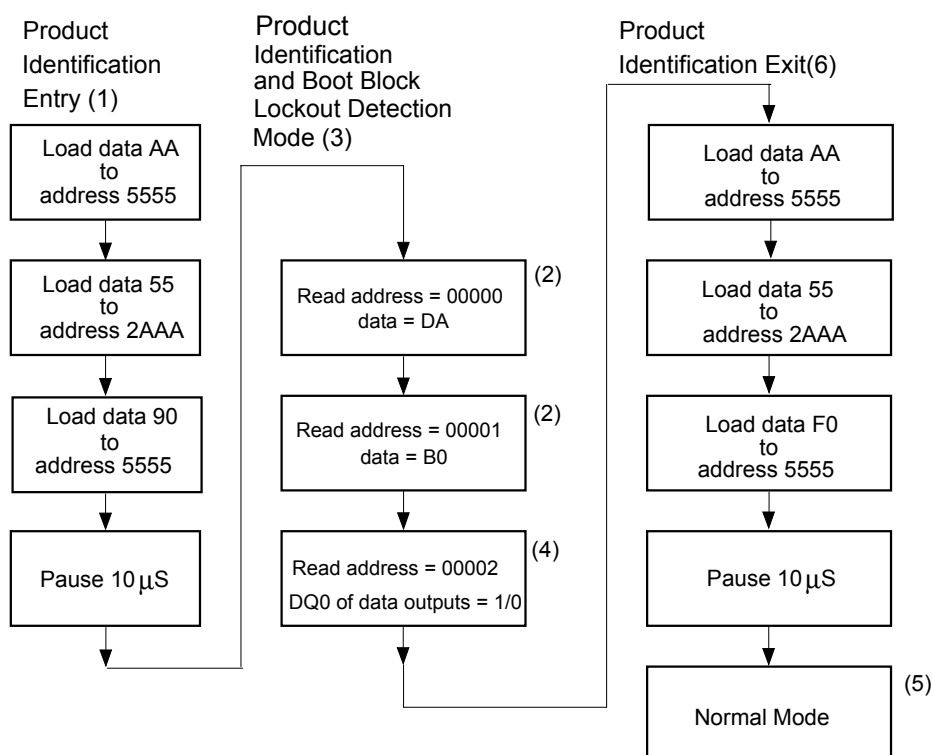 Product
Identification
Entry (1)
Load data AA
to
address 5555
Load data 55
to
address 2AAA
Load data 90
to
address 5555
Pause 10 μS
Product
Identification
and Boot Block
Lockout Detection
Mode (3)
Read address = 00000
data = DA
(2)
Read address = 00001
data = B0
(2)
Read address = 00002
DQ0 of data outputs = 1/0
(4)
Product
Identification Exit(6)
Load data AA
to
address 5555
Load data 55
to
address 2AAA
Load data F0
to
address 5555
Pause 10 μS
Normal Mode
(5)